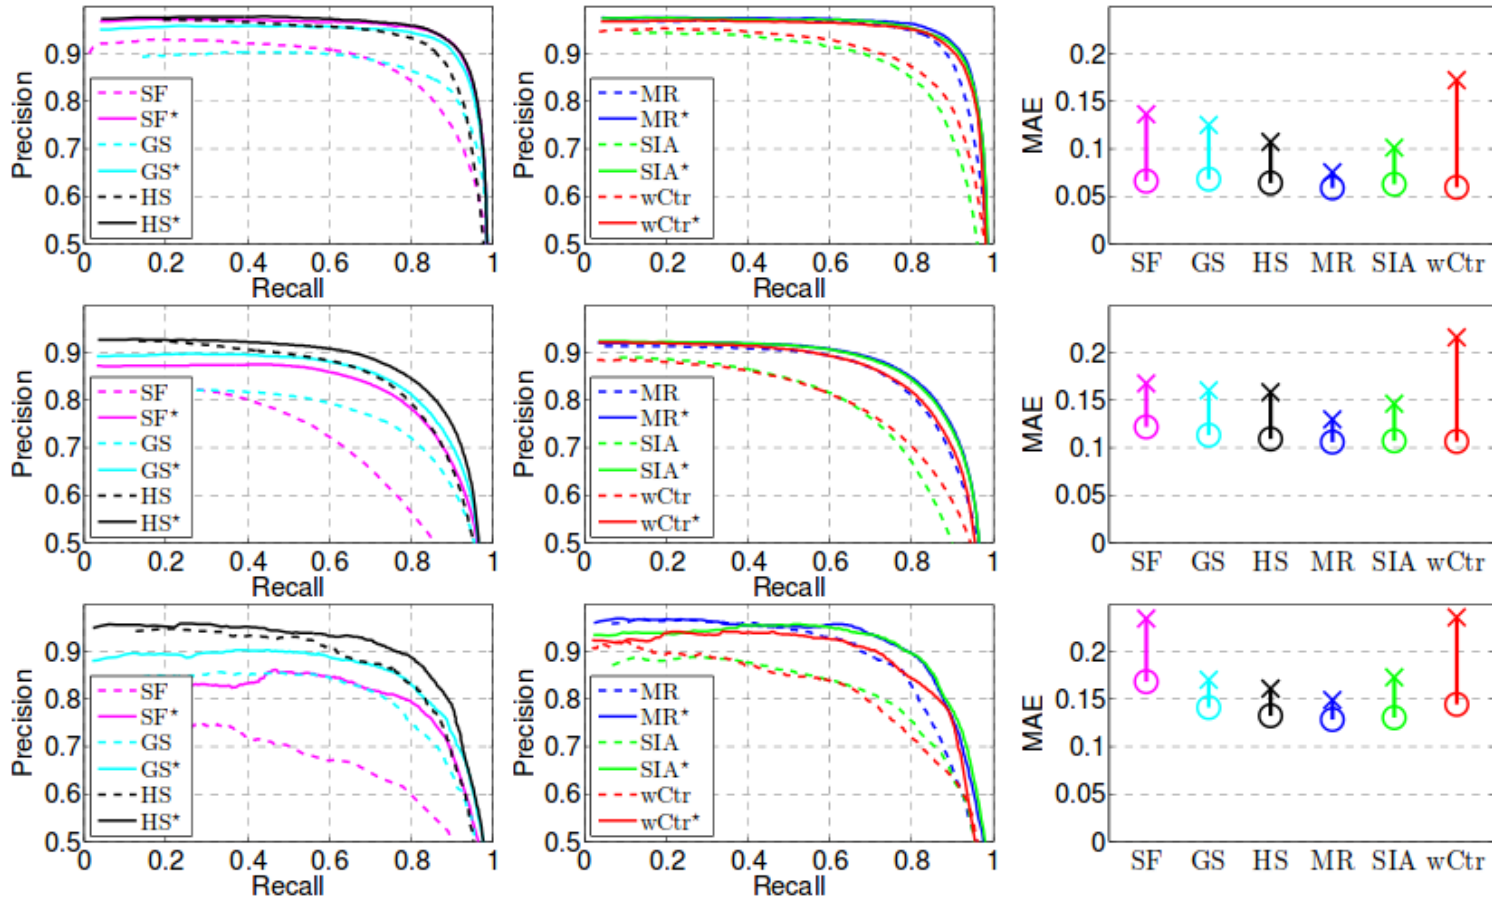 Precision
0.9
0.8
0.7
0.6
0.5
SF
SF*
GS
GS*
HS
HS*
0 0.2 0.4 0.6 0.8 1
Recall
Precision
0.9
0.8
0.7
0.6
0.5
MR
MR*
SIA
SIA*
wCtr
wCtr*
0 0.2 0.4 0.6 0.8 1
Recall
MAE
0.2
0.15
0.1
0.05
0
SF GS HS MR SIA wCtr
Precision
0.9
0.8
0.7
0.6
0.5
SF
SF*
GS
GS*
HS
HS*
0 0.2 0.4 0.6 0.8 1
Recall
Precision
0.9
0.8
0.7
0.6
0.5
MR
MR*
SIA
SIA*
wCtr
wCtr*
0 0.2 0.4 0.6 0.8 1
Recall
MAE
0.2
0.15
0.1
0.05
0
SF GS HS MR SIA wCtr
Precision
0.9
0.8
0.7
0.6
0.5
SF
SF*
GS
GS*
HS
HS*
0 0.2 0.4 0.6 0.8 1
Recall
Precision
0.9
0.8
0.7
0.6
0.5
MR
MR*
SIA
SIA*
wCtr
wCtr*
0 0.2 0.4 0.6 0.8 1
Recall
MAE
0.2
0.15
0.1
0.05
0
SF GS HS MR SIA wCtr